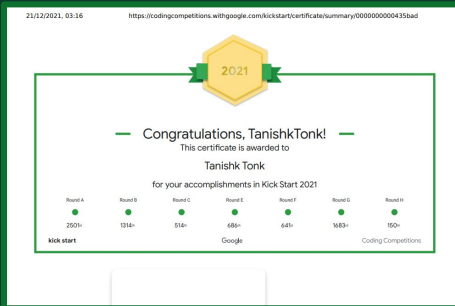 21/12/2021, 03:16 https://codingcompetitions.withgoogle.com/kickstart/certificate/summary/0000000000435bad
2021
Congratulations, TanishkTonk!
This certificate is awarded to
Tanishk Tonk
for your accomplishments in Kick Start 2021
Round A Round B Round C Round E Round F Round G Round H
2501st 1314th 514th 686th 641st 1683rd 150th
kick start Google Coding Competitions